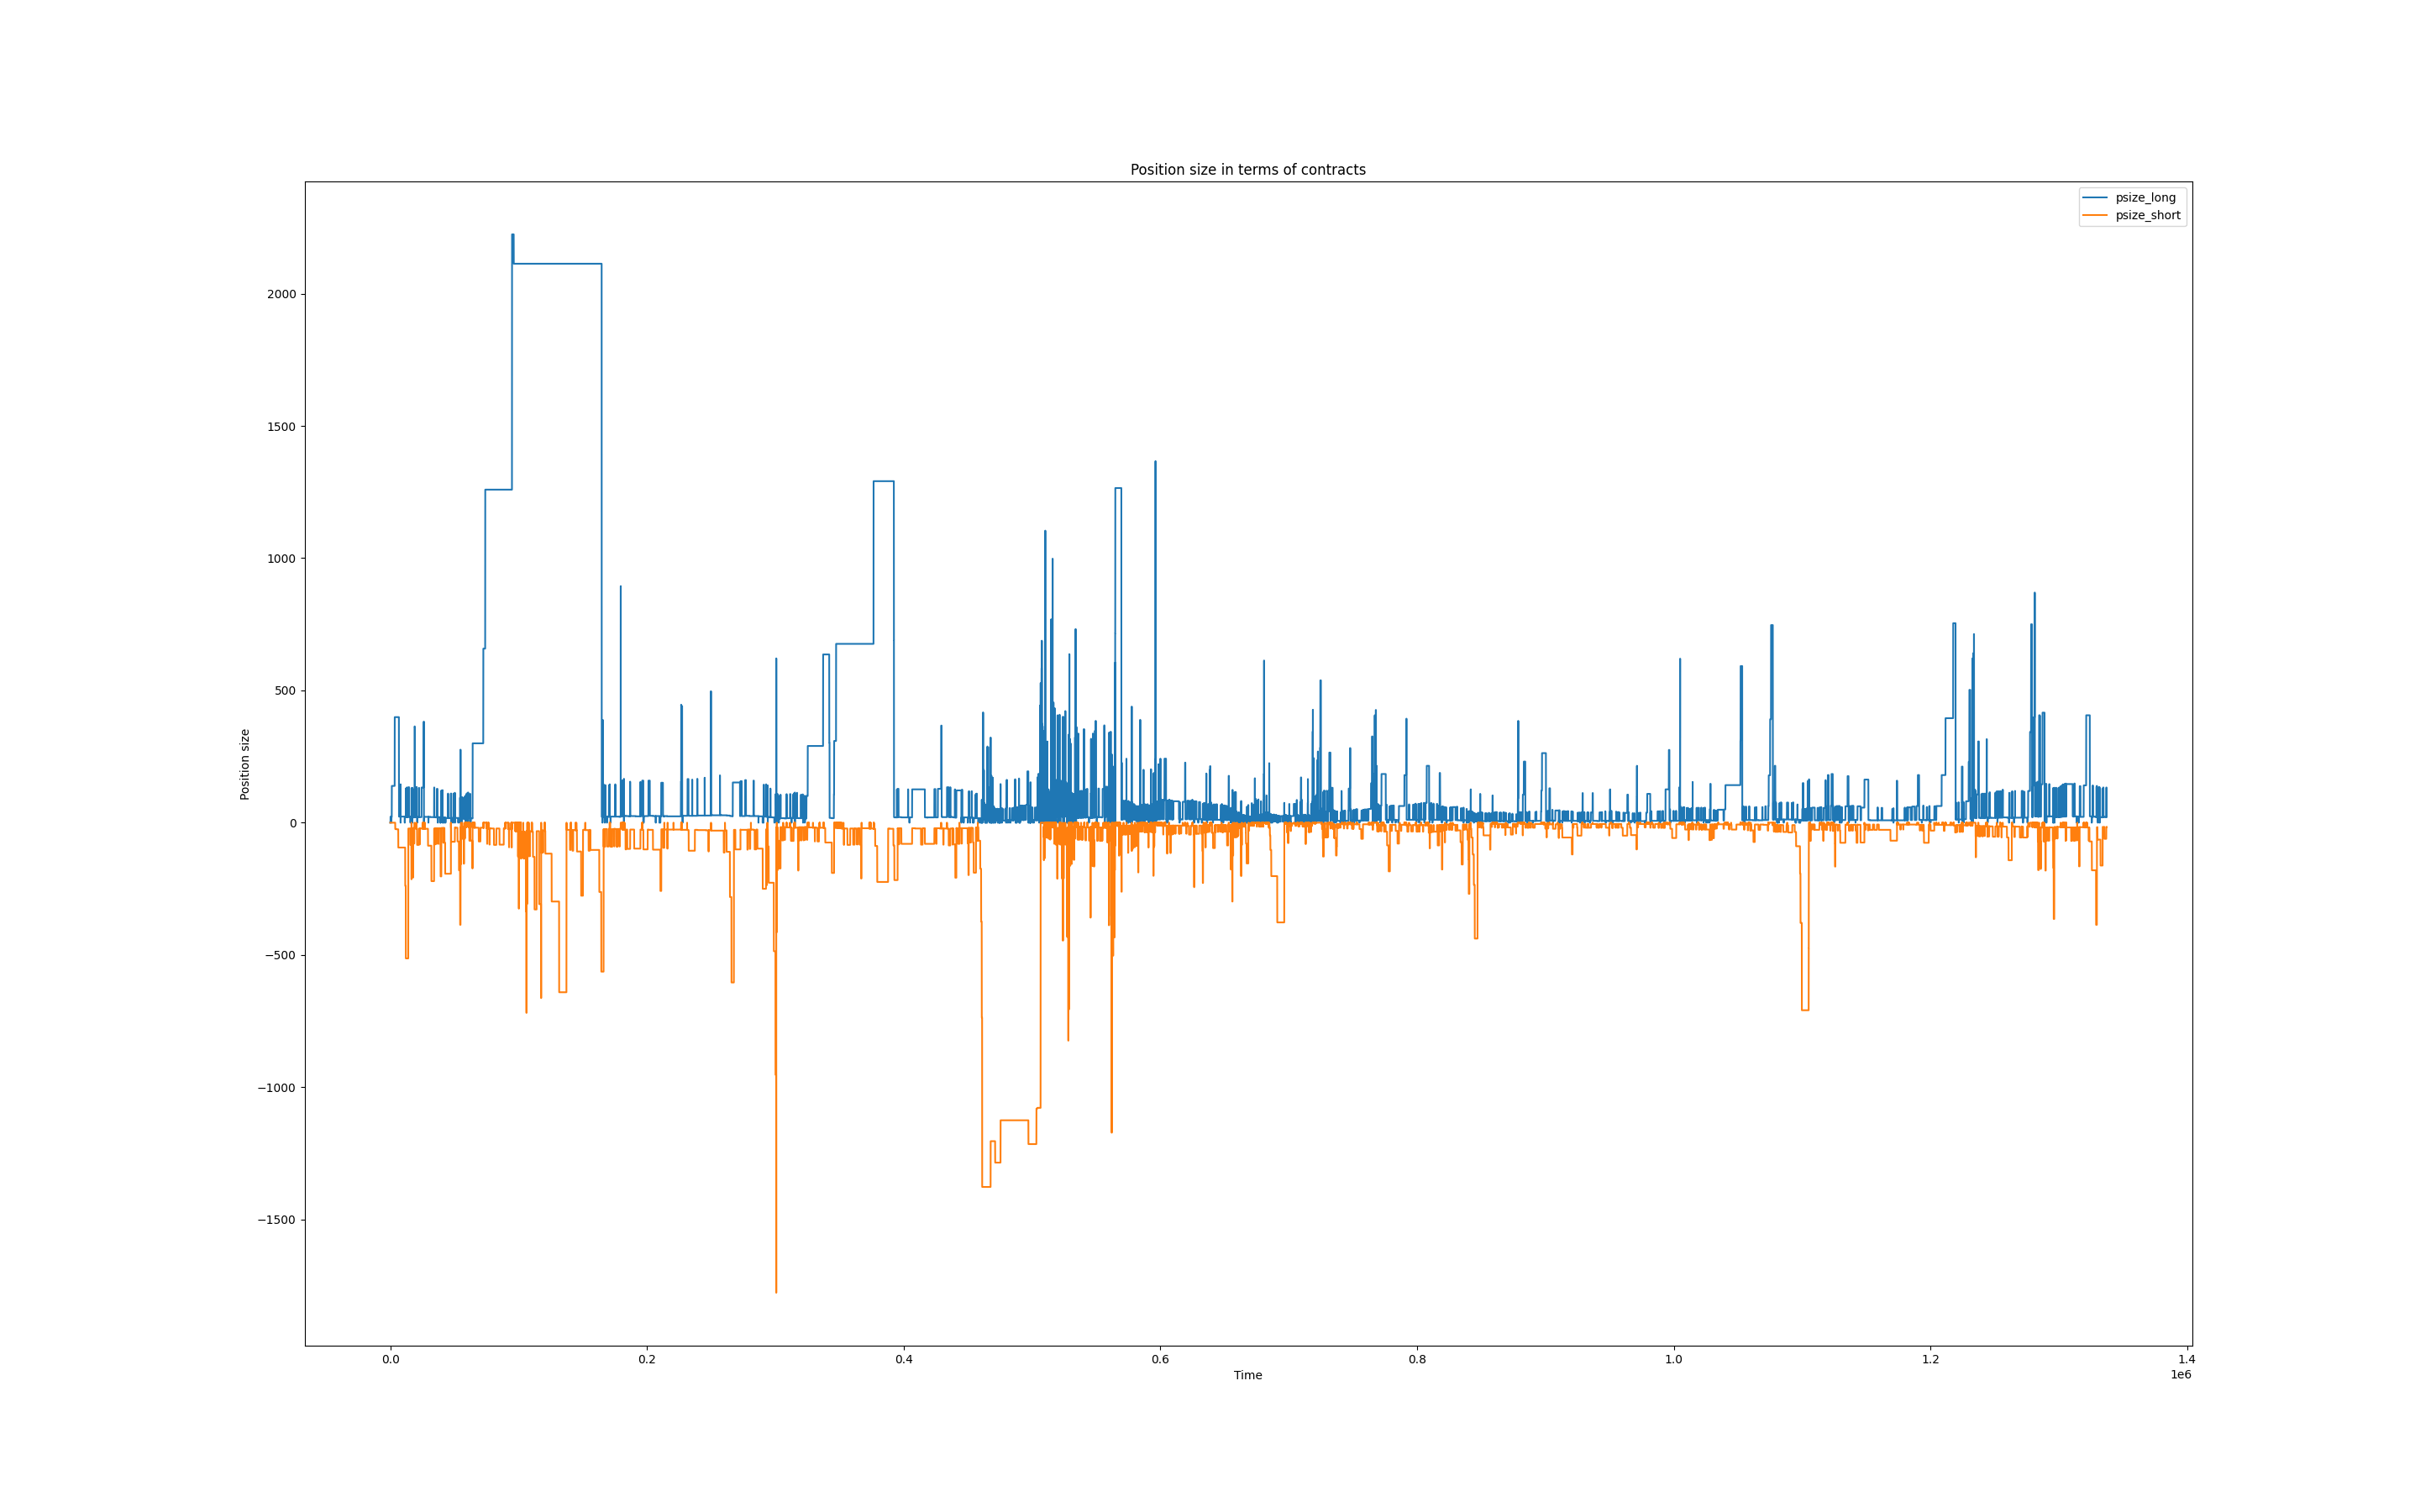 Position size in terms of contracts
psize_long
psize_short
2000
1500
1000
500
0
−500
−1000
−1500
Position size
0.0
0.2
0.4
0.6
0.8
1.0
1.2
1.4
Time
1e6